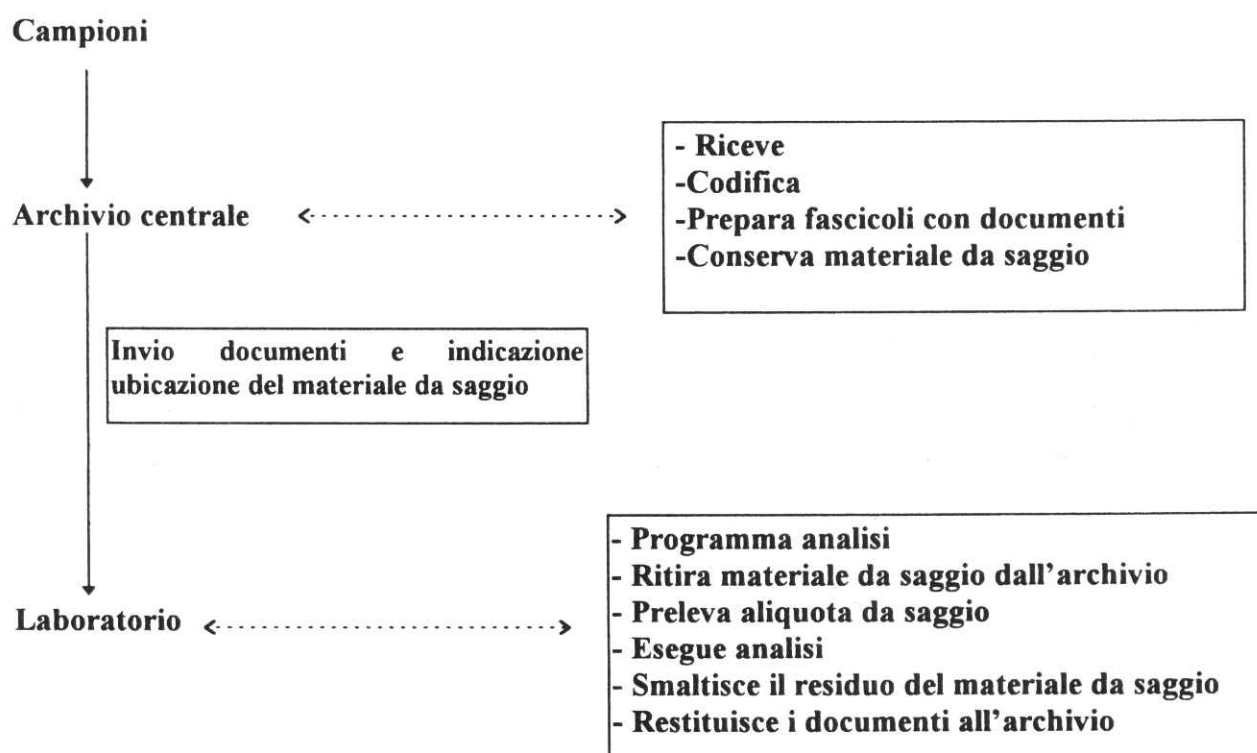 Campioni
Archivio centrale
- Riceve
-Codifica
-Prepara fascicoli con documenti
-Conserva materiale da saggio
Invio documenti e indicazione
ubicazione del materiale da saggio
Laboratorio
- Programma analisi
- Ritira materiale da saggio dall'archivio
- Preleva aliquota da saggio
- Esegue analisi
- Smaltisce il residuo del materiale da saggio
- Restituisce i documenti all'archivio